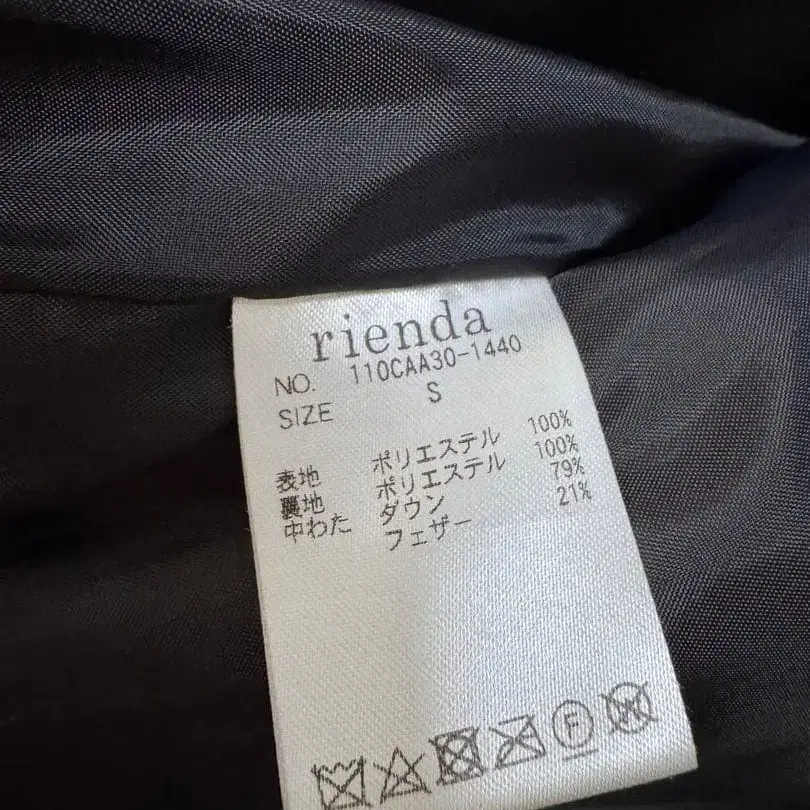 rienda
NO. 110CAA30-1440
SIZE S
表地 ポリエステル 100%
裏地 ポリエステル 100%
中わた ダウン 79%
フェザー 21%
F
W